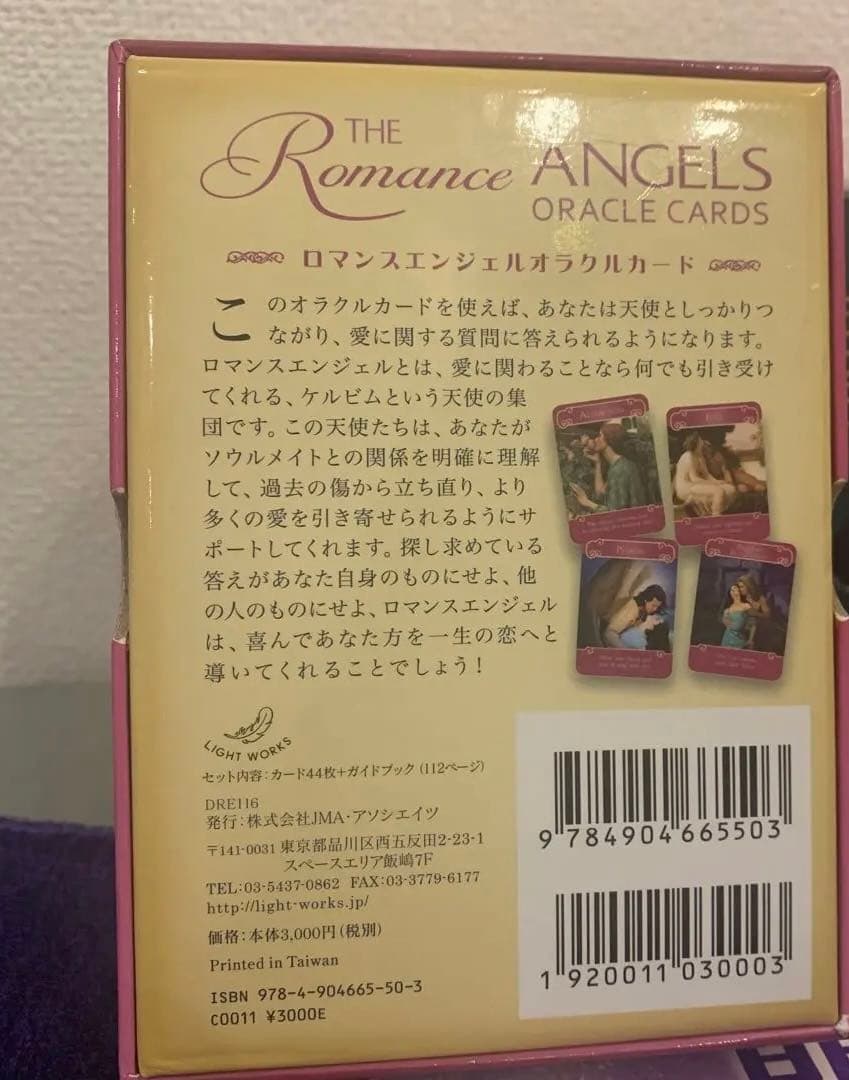 THE
Romance ANGELS
ORACLE CARDS
ロマンスエンジェルオラクルカード
このオラクルカードを使えば、あなたは天使としっかりつ
ながり、愛に関する質問に答えられるようになります。
ロマンスエンジェルとは、愛に関わることなら何でも引き受け
てくれる、ケルビムという天使の集
団です。この天使たちは、あなたが
ソウルメイトとの関係を明確に理解
して、過去の傷から立ち直り、より
多くの愛を引き寄せられるようにサ
ポートしてくれます。探し求めている
答えがあなた自身のものにせよ、他
の人のものにせよ、ロマンスエンジェル
は、喜んであなた方を一生の恋へと
導いてくれることでしょう!
LIGHT WORKS
セット内容:カード44枚+ガイドブック(112ページ)
DRE116
発行:株式会社JMA・アソシエイツ
〒141-0031 東京都品川区西五反田2-23-1
スペースエリア飯嶋7F
TEL:03-5437-0862 FAX:03-3779-6177
http://light-works.jp/
価格:本体3,000円(税別)
Printed in Taiwan
ISBN 978-4-904665-50-3
C0011 ¥3000E
9784904665503
1920011030003